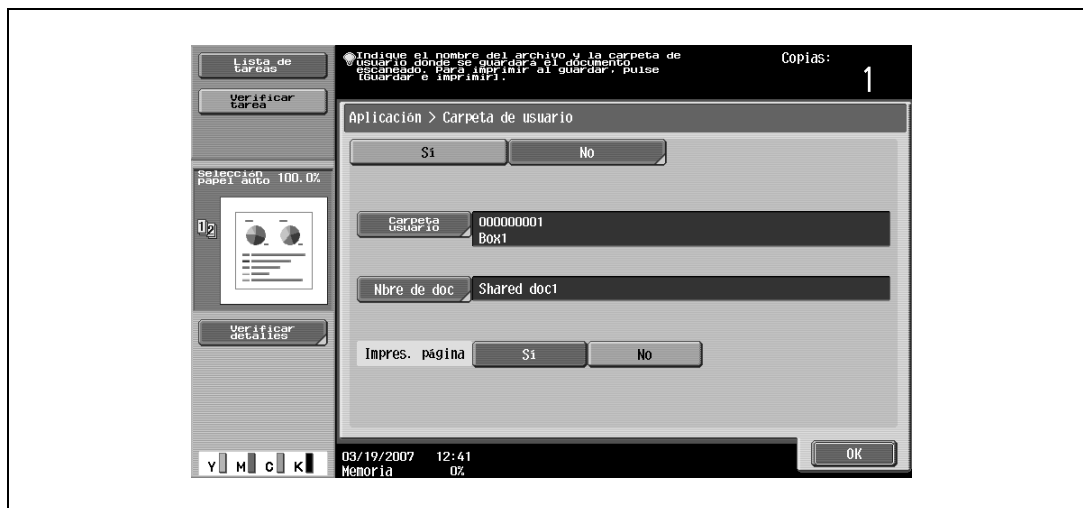 Lista de
tareas
Verificar
tarea
Indique el nombre del archivo y la carpeta de
usuario donde se guardará el documento
escaneado. Para imprimir al guardar, pulse
[Guardar e imprimir].
Copias:
1
Aplicación > Carpeta de usuario
Sí
No
Selección
papel auto 100.0%
12
Carpeta
usuario
000000001
Box1
Nbre de doc
Shared doc1
Verificar
detalles
Impres. página
Sí
No
Y M C K
03/19/2007 12:41
Memoria 0%
OK